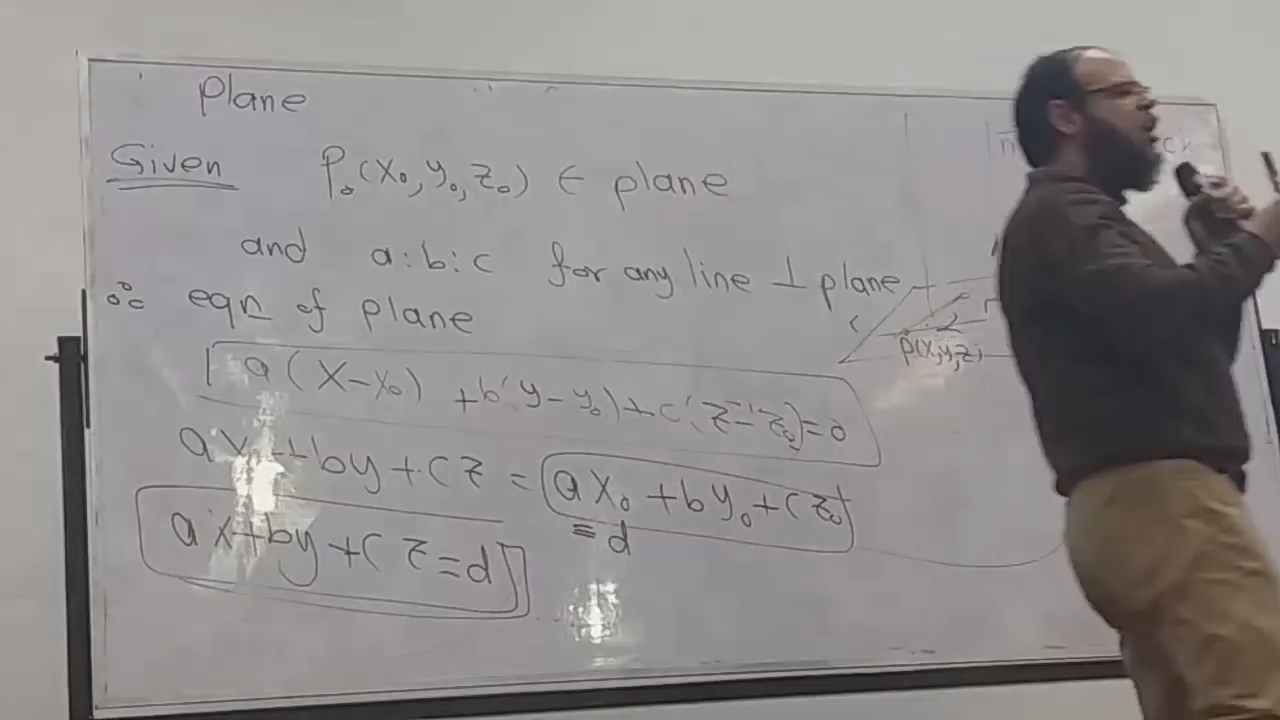 Plane
Given P₀(x₀, y₀, z₀) ∈ plane
and a:b:c for any line ⊥ plane
∴ eqn of plane
a(x-x₀) + b(y-y₀) + c(z-z₀) = 0
ax + by + cz = ax₀ + by₀ + cz₀
= d
ax + by + cz = d
P(x,y,z)